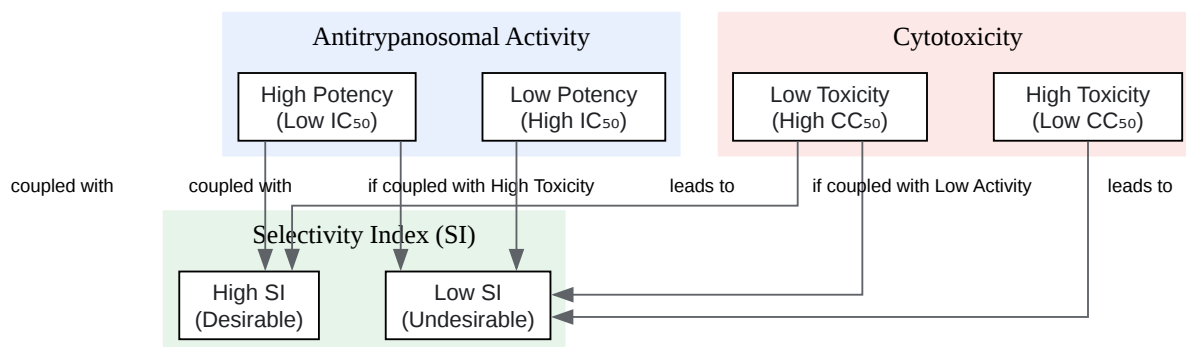 Antitrypanosomal Activity
Cytotoxicity
High Potency
(Low IC₅₀)
Low Potency
(High IC₅₀)
Low Toxicity
(High CC₅₀)
High Toxicity
(Low CC₅₀)
coupled with
coupled with
if coupled with High Toxicity
leads to
if coupled with Low Activity
leads to
Selectivity Index (SI)
High SI
(Desirable)
Low SI
(Undesirable)